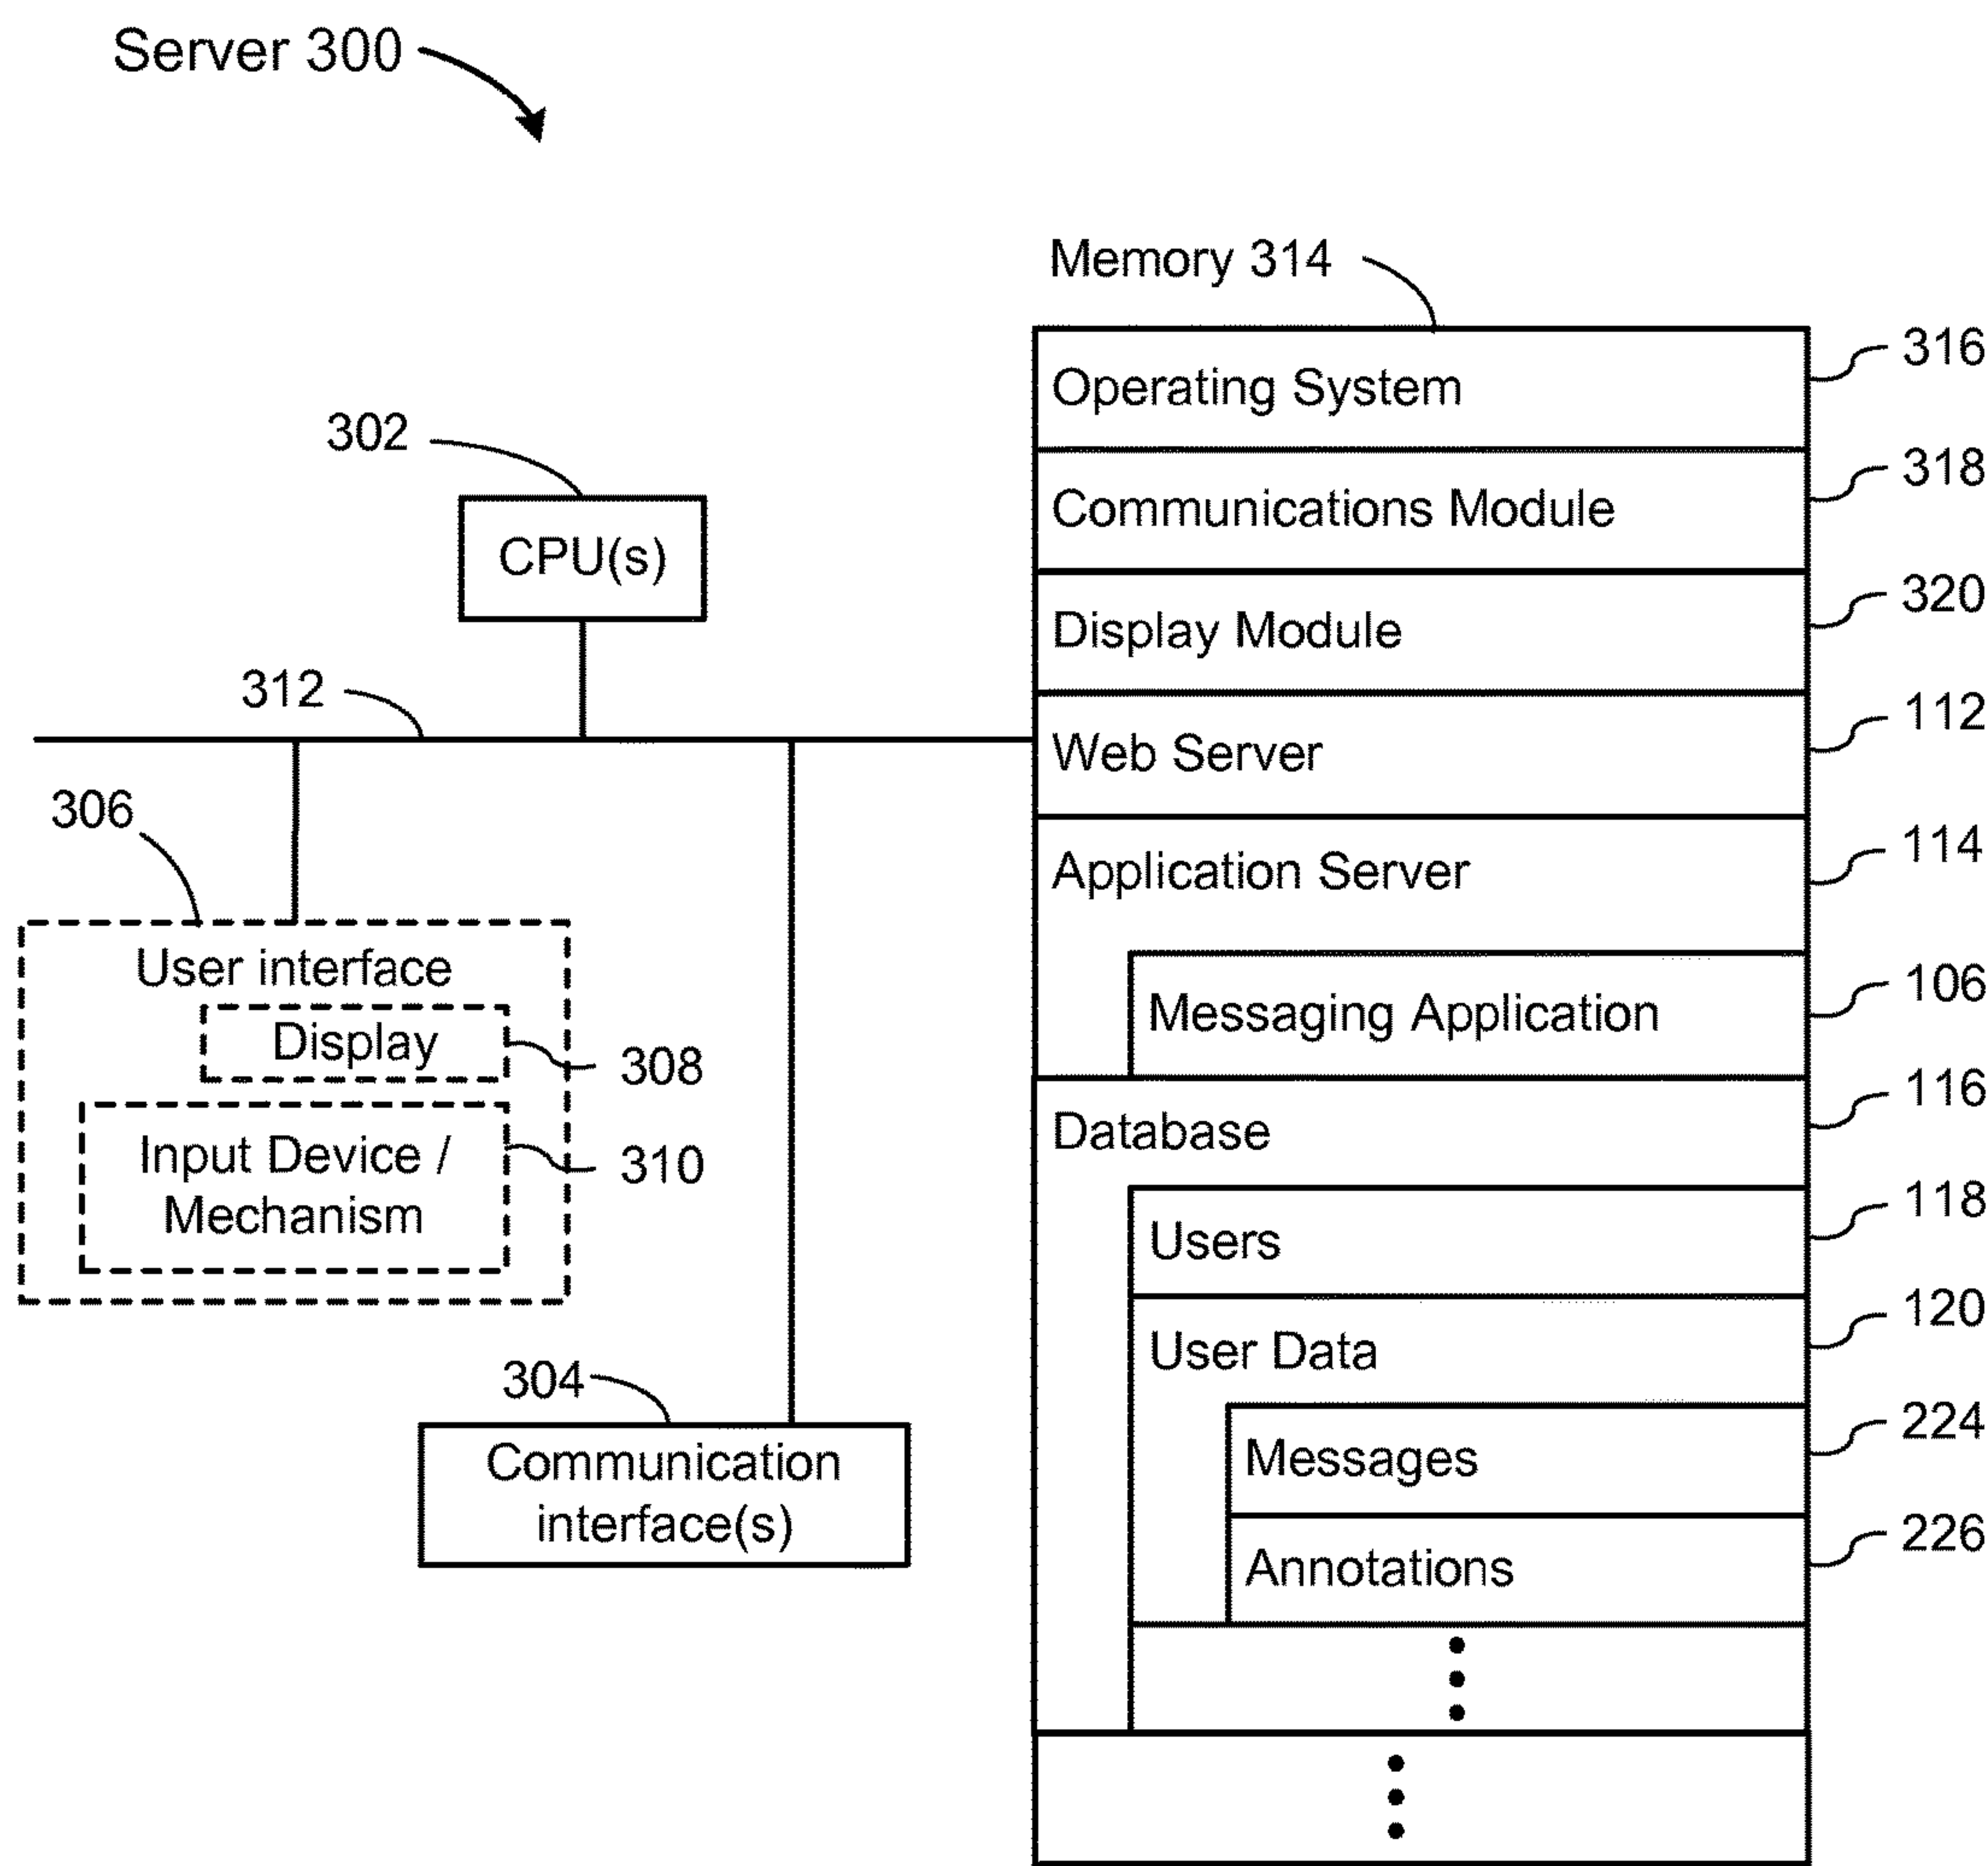 Server 300
Memory 314
Operating System
316
Communications Module
318
Display Module
320
Web Server
112
Application Server
114
Messaging Application
106
Database
116
Users
118
User Data
120
Messages
224
Annotations
226
302
CPU(s)
312
306
User interface
Display
308
Input Device /
Mechanism
310
304
Communication
interface(s)